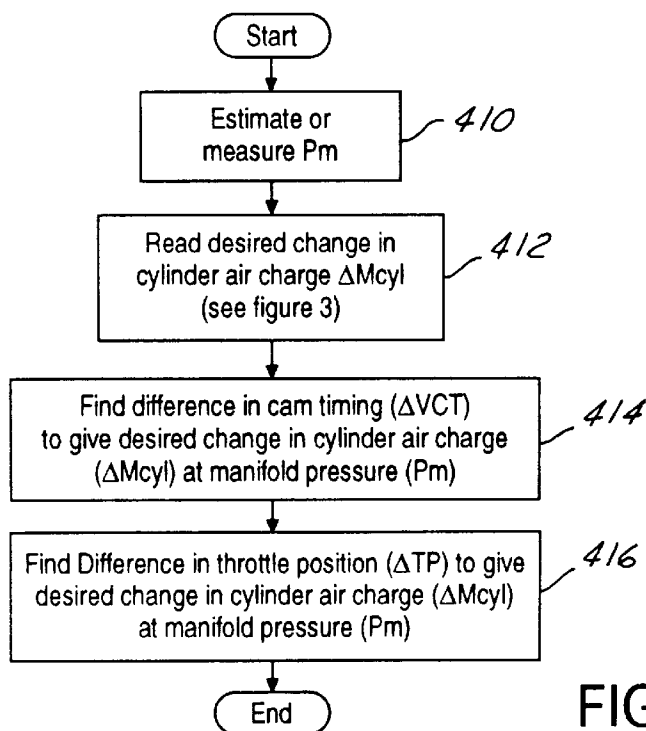 Start
Estimate or
measure Pm
410
Read desired change in
cylinder air charge ΔMcyl
(see figure 3)
412
Find difference in cam timing (ΔVCT)
to give desired change in cylinder air charge
(ΔMcyl) at manifold pressure (Pm)
414
Find Difference in throttle position (ΔTP) to give
desired change in cylinder air charge (ΔMcyl)
at manifold pressure (Pm)
416
End
FIG